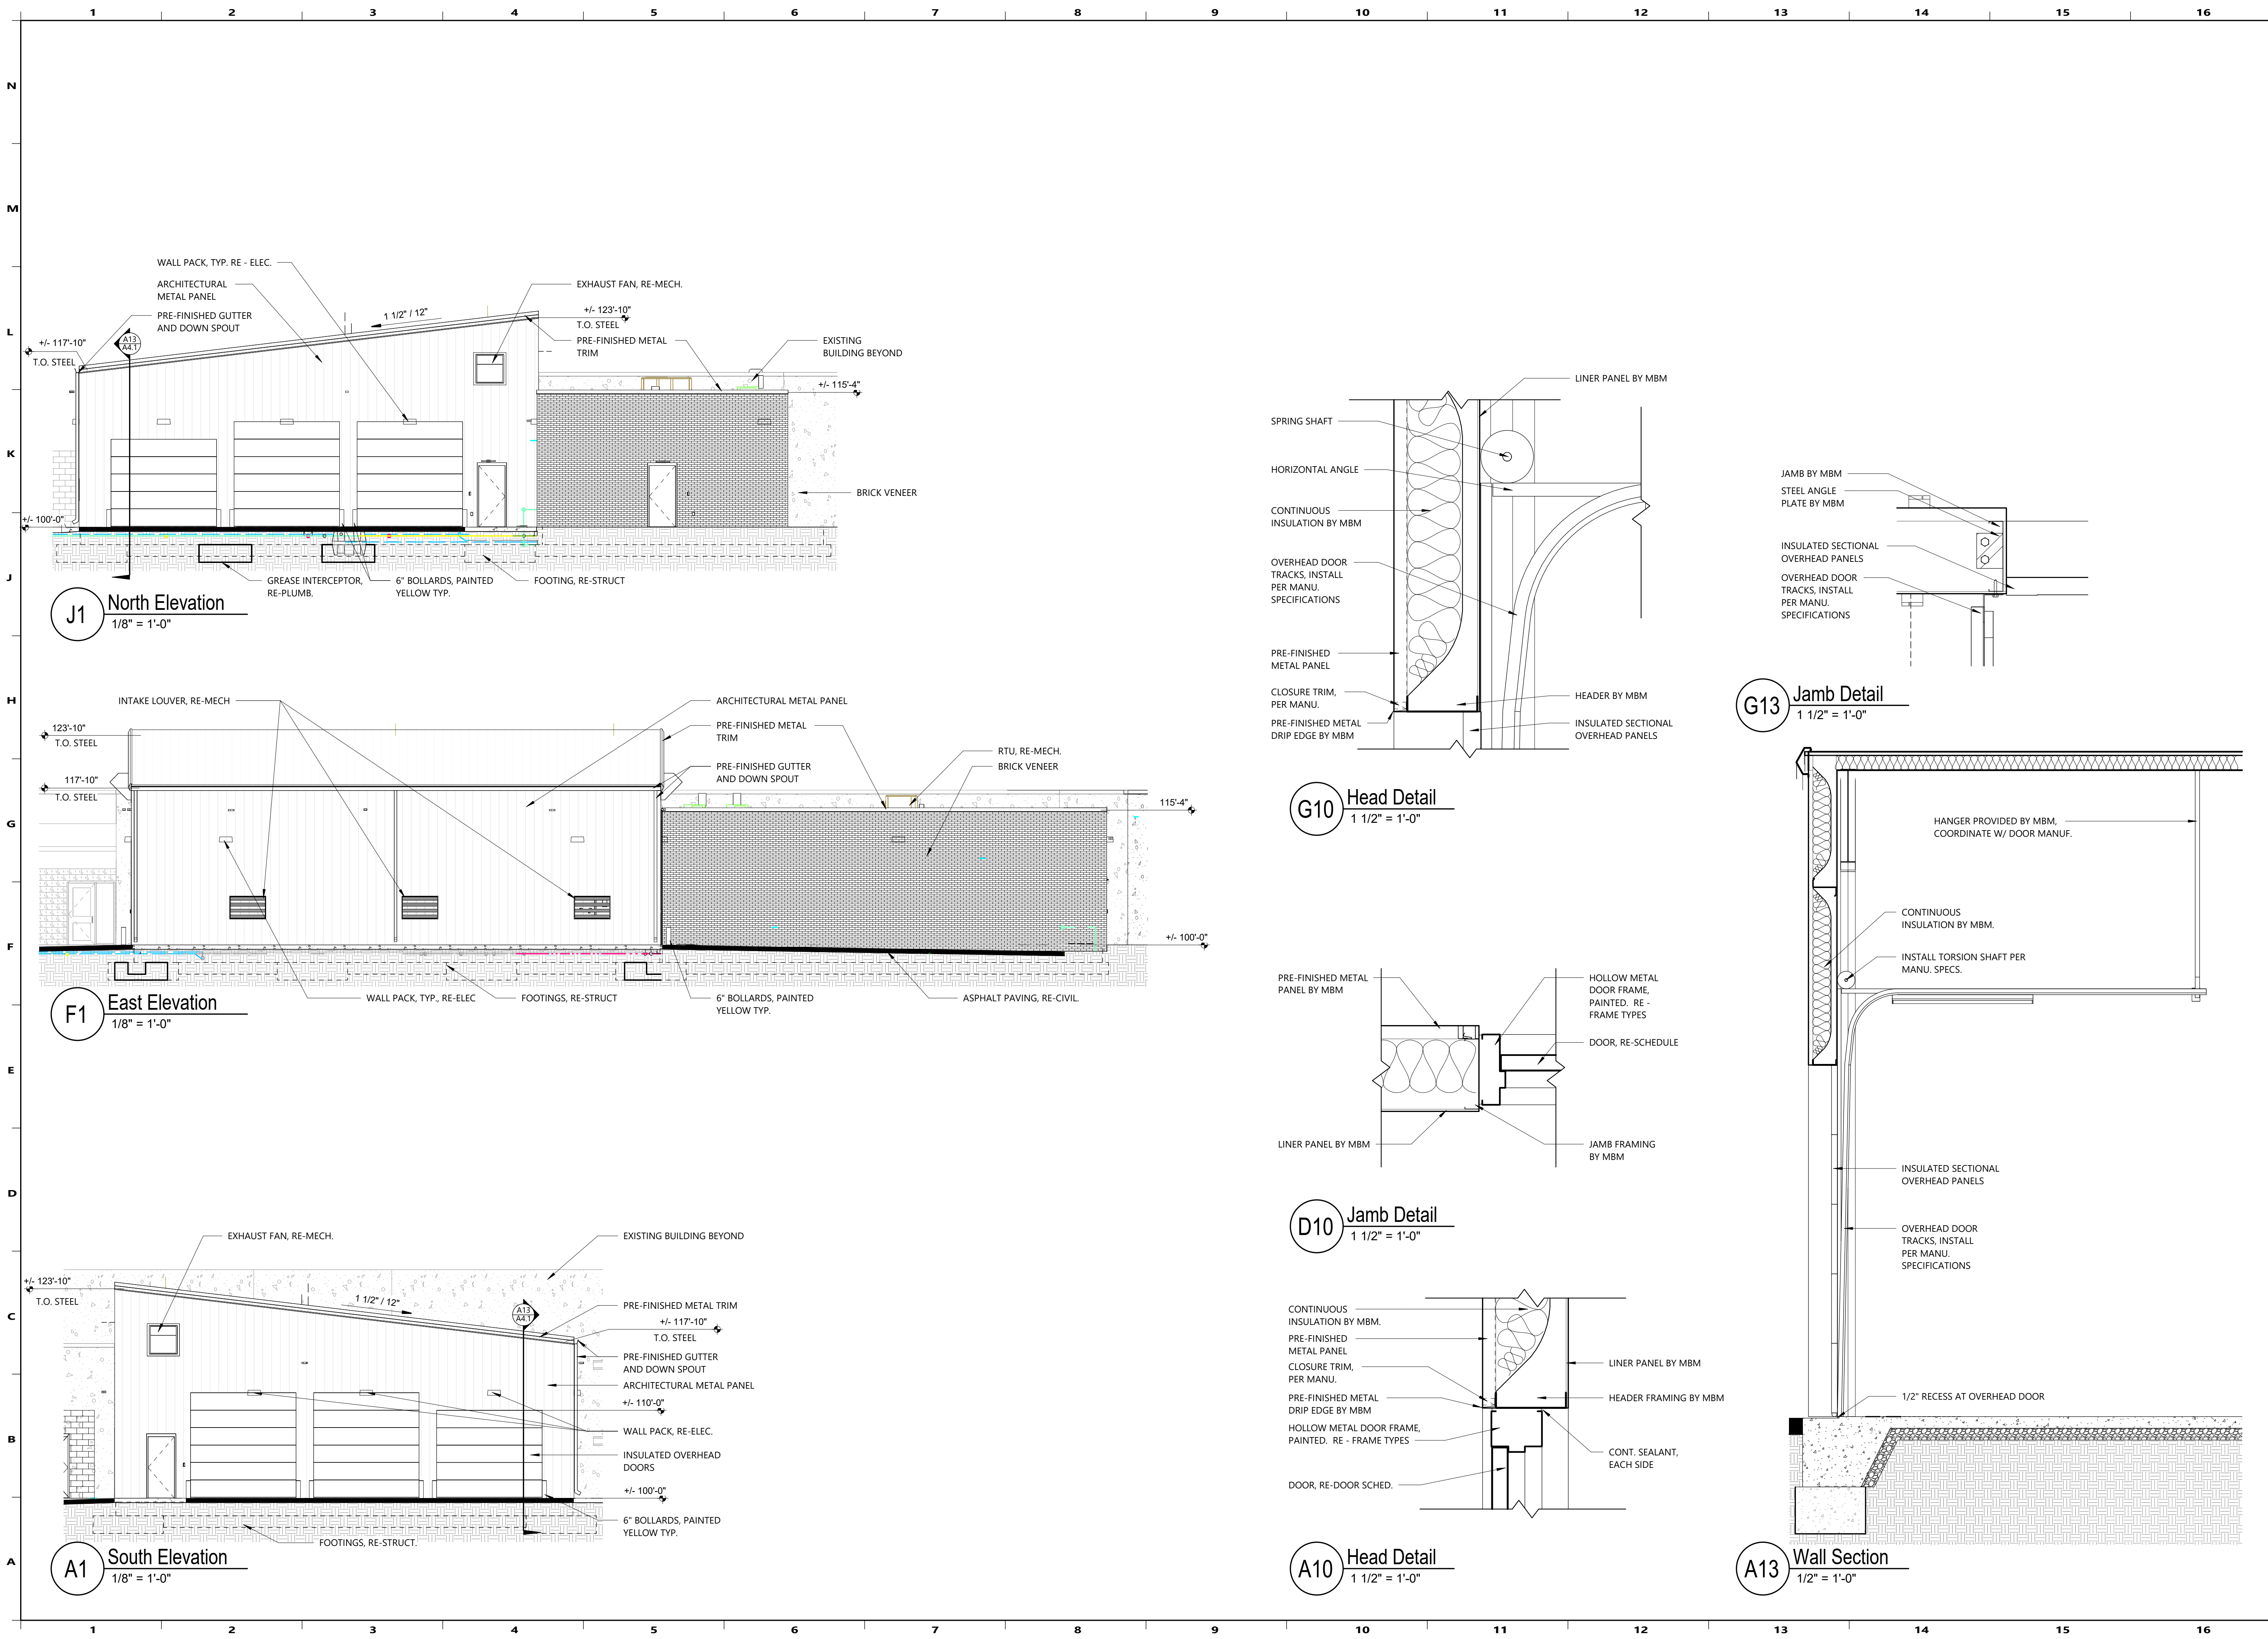 1 2 3 4 5 6 7 8 9 10 11 12 13 14 15 16
N
M
L
K
J
H
G
F
E
D
C
B
A
WALL PACK, TYP. RE - ELEC.
ARCHITECTURAL
METAL PANEL
PRE-FINISHED GUTTER
AND DOWN SPOUT
+/- 117'-10"
T.O. STEEL
A13
A4.1
1 1/2" / 12"
EXHAUST FAN, RE-MECH.
+/- 123'-10"
T.O. STEEL
PRE-FINISHED METAL
TRIM
EXISTING
BUILDING BEYOND
+/- 115'-4"
BRICK VENEER
+/- 100'-0"
GREASE INTERCEPTOR,
RE-PLUMB.
6" BOLLARDS, PAINTED
YELLOW TYP.
FOOTING, RE-STRUCT
J1
North Elevation
1/8" = 1'-0"
INTAKE LOUVER, RE-MECH
ARCHITECTURAL METAL PANEL
123'-10"
T.O. STEEL
PRE-FINISHED METAL
TRIM
RTU, RE-MECH.
BRICK VENEER
117'-10"
T.O. STEEL
PRE-FINISHED GUTTER
AND DOWN SPOUT
115'-4"
+/- 100'-0"
WALL PACK, TYP., RE-ELEC
FOOTINGS, RE-STRUCT
6" BOLLARDS, PAINTED
YELLOW TYP.
ASPHALT PAVING, RE-CIVIL.
F1
East Elevation
1/8" = 1'-0"
EXHAUST FAN, RE-MECH.
EXISTING BUILDING BEYOND
+/- 123'-10"
T.O. STEEL
1 1/2" / 12"
A13
A4.1
PRE-FINISHED METAL TRIM
+/- 117'-10"
T.O. STEEL
PRE-FINISHED GUTTER
AND DOWN SPOUT
ARCHITECTURAL METAL PANEL
+/- 110'-0"
WALL PACK, RE-ELEC.
INSULATED OVERHEAD
DOORS
+/- 100'-0"
6" BOLLARDS, PAINTED
YELLOW TYP.
FOOTINGS, RE-STRUCT.
A1
South Elevation
1/8" = 1'-0"
LINER PANEL BY MBM
SPRING SHAFT
HORIZONTAL ANGLE
CONTINUOUS
INSULATION BY MBM
OVERHEAD DOOR
TRACKS, INSTALL
PER MANU.
SPECIFICATIONS
PRE-FINISHED
METAL PANEL
CLOSURE TRIM,
PER MANU.
PRE-FINISHED METAL
DRIP EDGE BY MBM
HEADER BY MBM
INSULATED SECTIONAL
OVERHEAD PANELS
G10
Head Detail
1 1/2" = 1'-0"
JAMB BY MBM
STEEL ANGLE
PLATE BY MBM
INSULATED SECTIONAL
OVERHEAD PANELS
OVERHEAD DOOR
TRACKS, INSTALL
PER MANU.
SPECIFICATIONS
G13
Jamb Detail
1 1/2" = 1'-0"
PRE-FINISHED METAL
PANEL BY MBM
HOLLOW METAL
DOOR FRAME,
PAINTED. RE -
FRAME TYPES
DOOR, RE-SCHEDULE
LINER PANEL BY MBM
JAMB FRAMING
BY MBM
D10
Jamb Detail
1 1/2" = 1'-0"
CONTINUOUS
INSULATION BY MBM.
PRE-FINISHED
METAL PANEL
CLOSURE TRIM,
PER MANU.
PRE-FINISHED METAL
DRIP EDGE BY MBM
HOLLOW METAL DOOR FRAME,
PAINTED. RE - FRAME TYPES
DOOR, RE-DOOR SCHED.
LINER PANEL BY MBM
HEADER FRAMING BY MBM
CONT. SEALANT,
EACH SIDE
A10
Head Detail
1 1/2" = 1'-0"
HANGER PROVIDED BY MBM,
COORDINATE W/ DOOR MANUF.
CONTINUOUS
INSULATION BY MBM.
INSTALL TORSION SHAFT PER
MANU. SPECS.
INSULATED SECTIONAL
OVERHEAD PANELS
OVERHEAD DOOR
TRACKS, INSTALL
PER MANU.
SPECIFICATIONS
1/2" RECESS AT OVERHEAD DOOR
A13
Wall Section
1/2" = 1'-0"
1 2 3 4 5 6 7 8 9 10 11 12 13 14 15 16